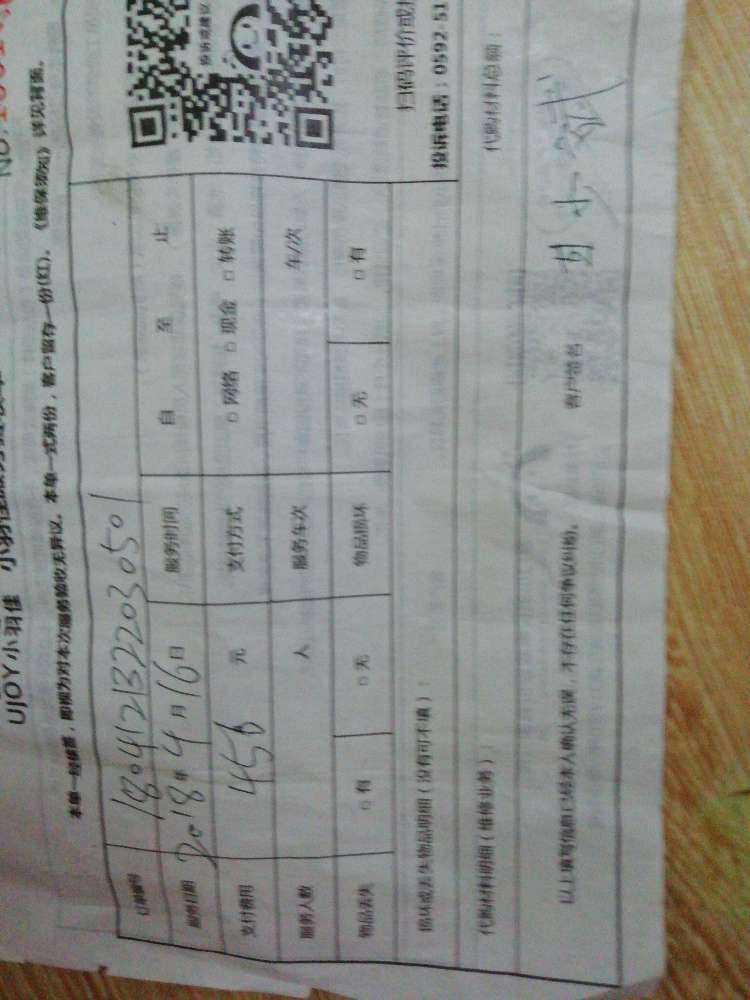 UJOY小羽佳
本单一经签署，即视为对本次服务验收无异议。本单一式两份，客户留存一份(红)、《维保须知》详见背面。
投诉或建议
扫码评价或
投诉电话：0592-51
订单编号 1804121322030501
服务日期 2018年4月16日 服务时间 自 至 止
支付费用 456 元 支付方式 □网络 □现金 □转账
服务人数 人 服务车次 车/次
物品丢失 □有 □无 物品损坏 □无 □有
损坏或丢失物品明细（没有可不填）：
代购材料明细（维修业务）： 代购材料总额：
以上填写信息已经本人确认无误，不存在任何争议纠纷。 客户签名：